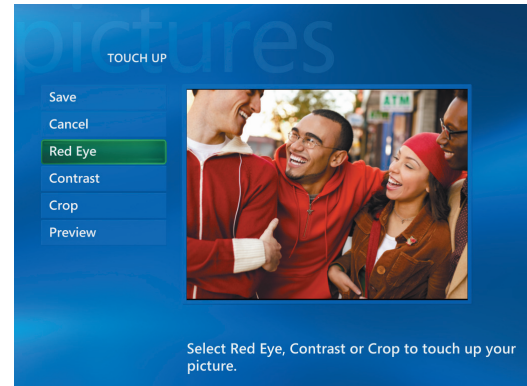 pictures
TOUCH UP
Save
Cancel
Red Eye
Contrast
Crop
Preview
ATM
Select Red Eye, Contrast or Crop to touch up your
picture.